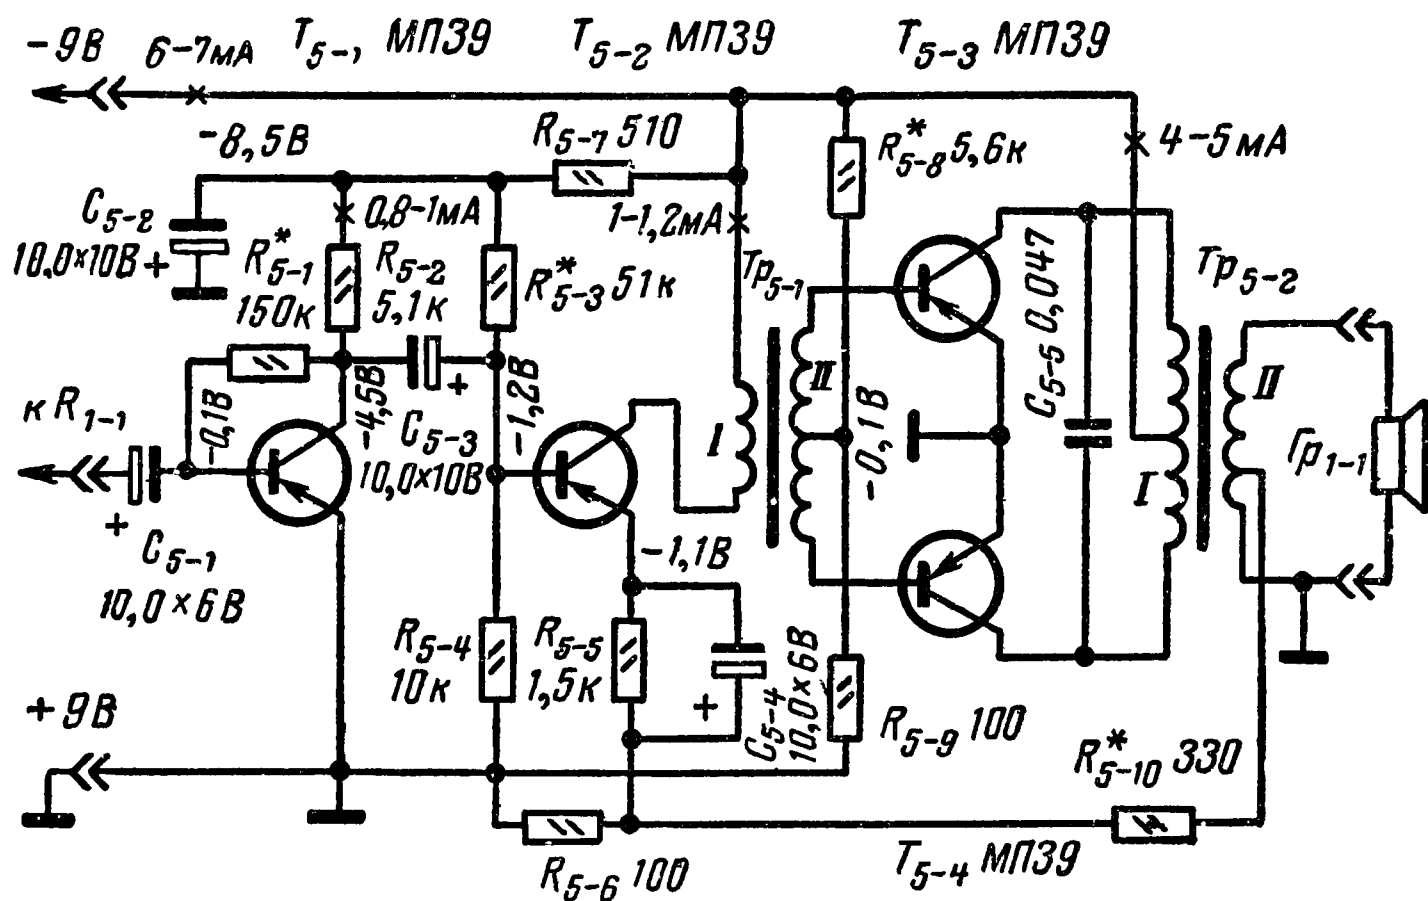 -9В
6-7мА
T5-1 МП39
T5-2 МП39
T5-3 МП39
-8,5В
R5-7 510
R*5-8 5,6к
4-5мА
C5-2
10,0×10В +
0,8-1мА
1-1,2мА
R*5-1
150к
R5-2
5,1к
R*5-3 51к
Тр5-1
C5-5 0,047
Тр5-2
II
II
к R1-1
-0,1В
-4,5В
+
C5-3
10,0×10В
-1,2В
I
-0,1В
I
Гр1-1
+
C5-1
10,0×6В
-1,1В
R5-4
10к
R5-5
1,5к
+
C5-4
10,0×6В
+9В
R5-9 100
R*5-10 330
R5-6 100
T5-4 МП39